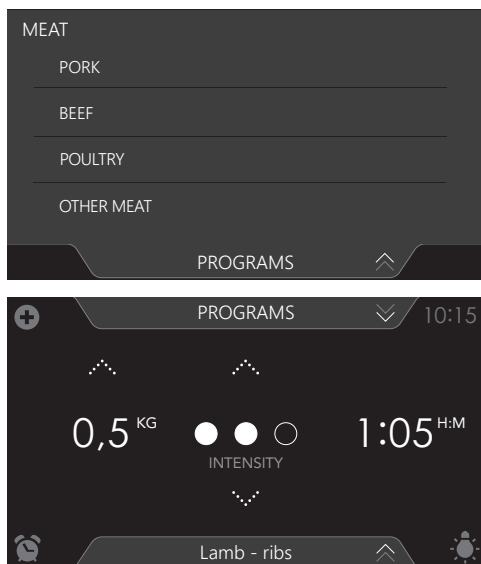 MEAT
PORK
BEEF
POULTRY
OTHER MEAT
PROGRAMS
PROGRAMS 10:15
0,5 KG 1:05 H:M
INTENSITY
Lamb - ribs